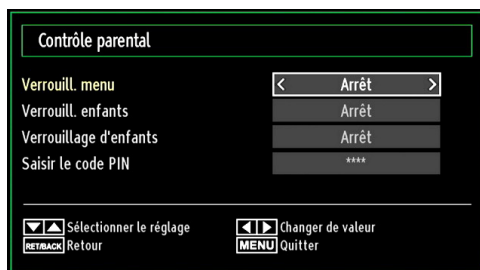 Contrôle parental
Verrouill. menu < Arrêt >
Verrouill. enfants Arrêt
Verrouillage d'enfants Arrêt
Saisir le code PIN ****
▼▲ Sélectionner le réglage ◀▶ Changer de valeur
RET/BACK Retour MENU Quitter